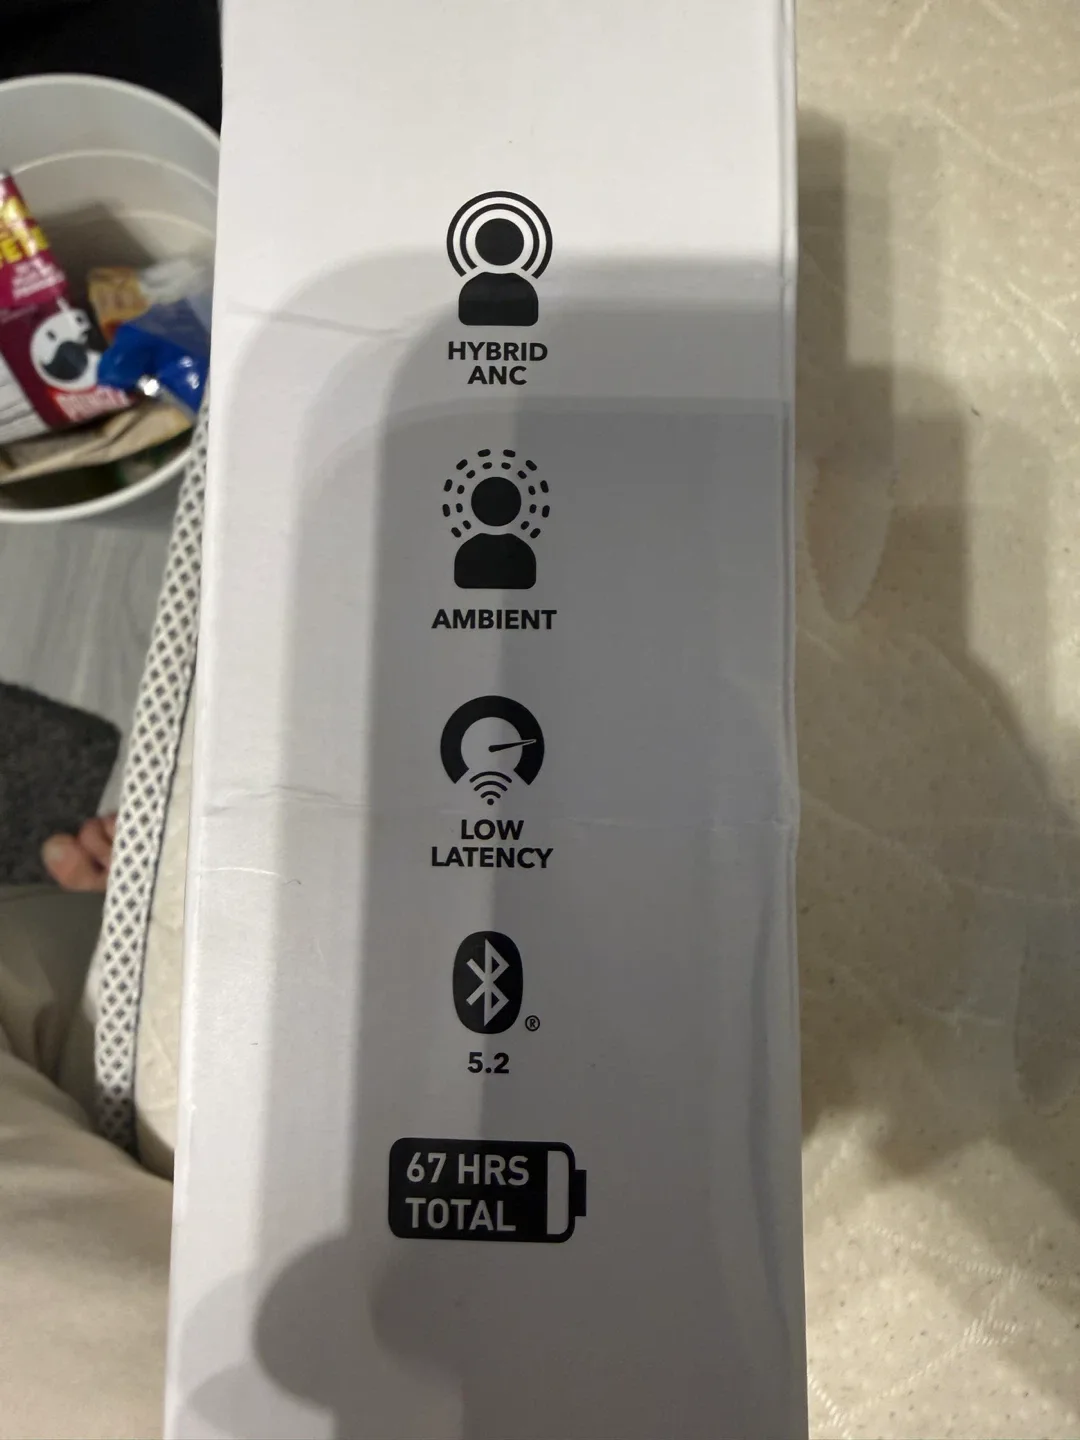 HYBRID
ANC
AMBIENT
LOW
LATENCY
®
5.2
67 HRS
TOTAL